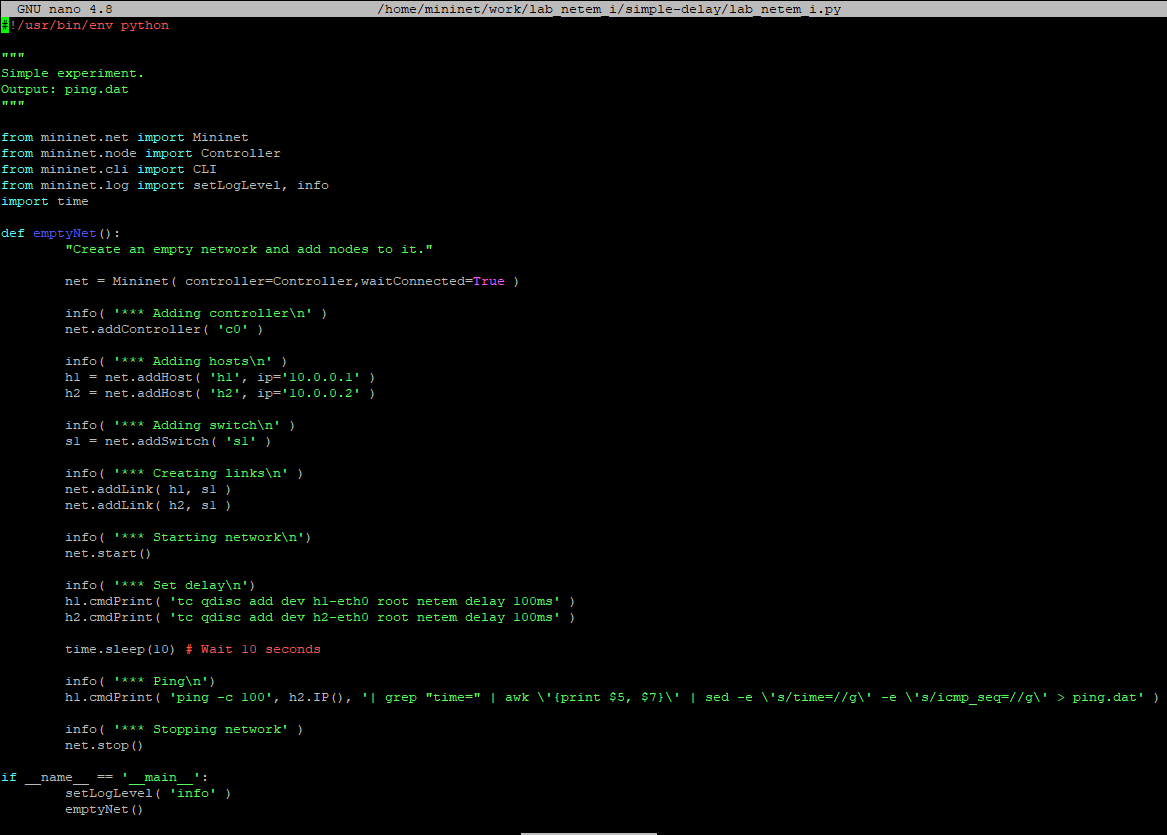 GNU nano 4.8 /home/mininet/work/lab_netem_i/simple-delay/lab_netem_i.py
#!/usr/bin/env python
"""
Simple experiment.
Output: ping.dat
"""
from mininet.net import Mininet
from mininet.node import Controller
from mininet.cli import CLI
from mininet.log import setLogLevel, info
import time
def emptyNet():
"Create an empty network and add nodes to it."
net = Mininet( controller=Controller,waitConnected=True )
info( '*** Adding controller\n' )
net.addController( 'c0' )
info( '*** Adding hosts\n' )
h1 = net.addHost( 'h1', ip='10.0.0.1' )
h2 = net.addHost( 'h2', ip='10.0.0.2' )
info( '*** Adding switch\n' )
s1 = net.addSwitch( 's1' )
info( '*** Creating links\n' )
net.addLink( h1, s1 )
net.addLink( h2, s1 )
info( '*** Starting network\n')
net.start()
info( '*** Set delay\n')
h1.cmdPrint( 'tc qdisc add dev h1-eth0 root netem delay 100ms' )
h2.cmdPrint( 'tc qdisc add dev h2-eth0 root netem delay 100ms' )
time.sleep(10) # Wait 10 seconds
info( '*** Ping\n')
h1.cmdPrint( 'ping -c 100', h2.IP(), '| grep "time=" | awk \'{print $5, $7}\' | sed -e \'s/time=//g\' -e \'s/icmp_seq=//g\' > ping.dat' )
info( '*** Stopping network' )
net.stop()
if __name__ == '__main__':
setLogLevel( 'info' )
emptyNet()